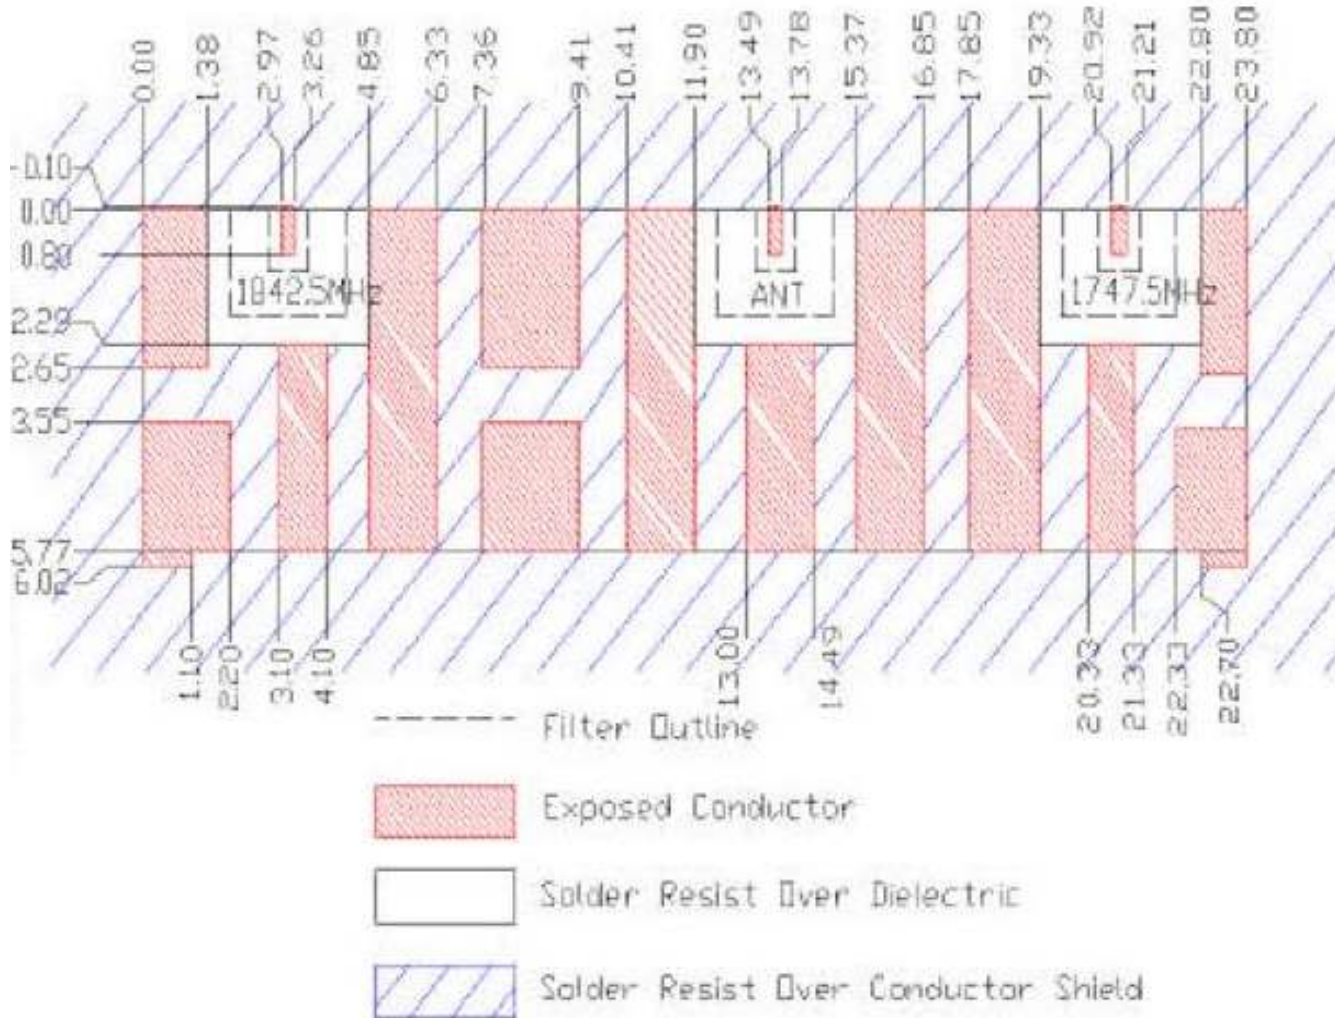 0.00 1.38 2.97 3.26 4.85 6.33 7.36 9.41 10.41 11.90 13.49 13.78 15.37 16.85 17.85 19.33 20.92 21.21 22.80 23.80
-0.10
0.00
0.80
1842.5MHz ANT 1747.5MHz
2.29
2.65
3.55
5.77
6.02
1.10 2.20 3.10 4.10 13.00 14.49 20.33 21.33 22.33 22.70
Filter Outline
Exposed Conductor
Solder Resist Over Dielectric
Solder Resist Over Conductor Shield